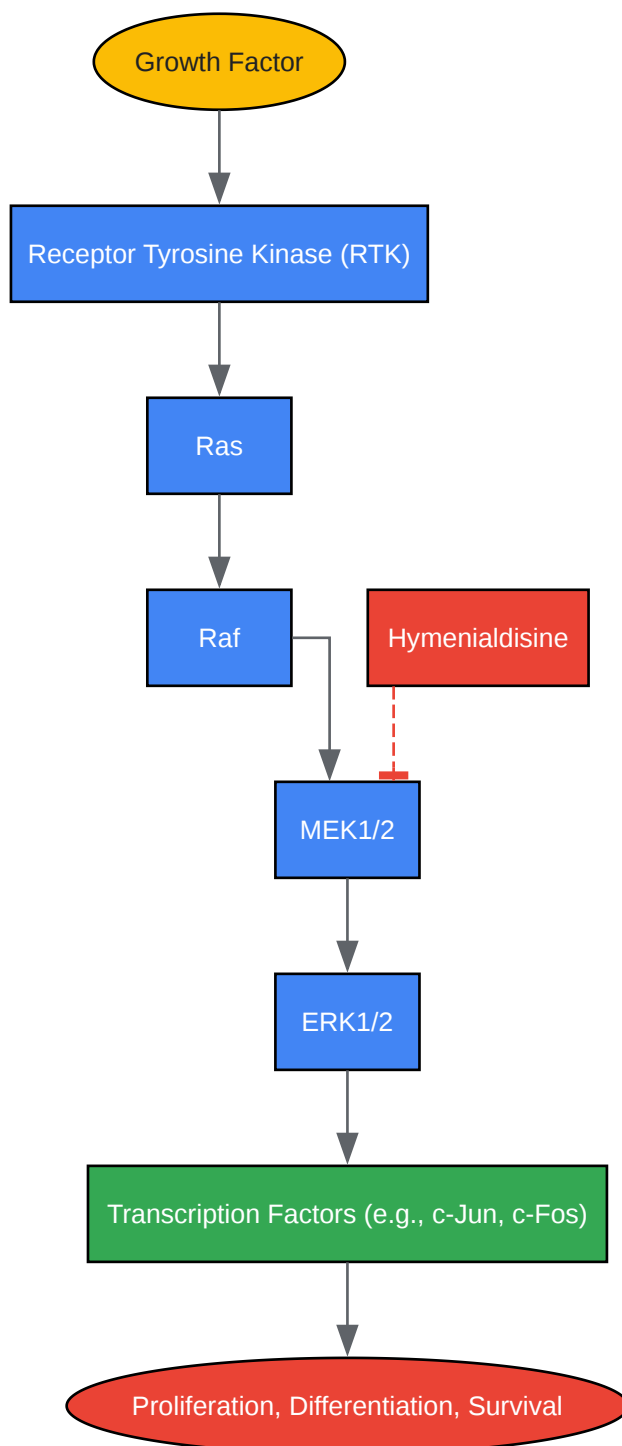 Growth Factor
Receptor Tyrosine Kinase (RTK)
Ras
Raf
Hymenialdisine
MEK1/2
ERK1/2
Transcription Factors (e.g., c-Jun, c-Fos)
Proliferation, Differentiation, Survival